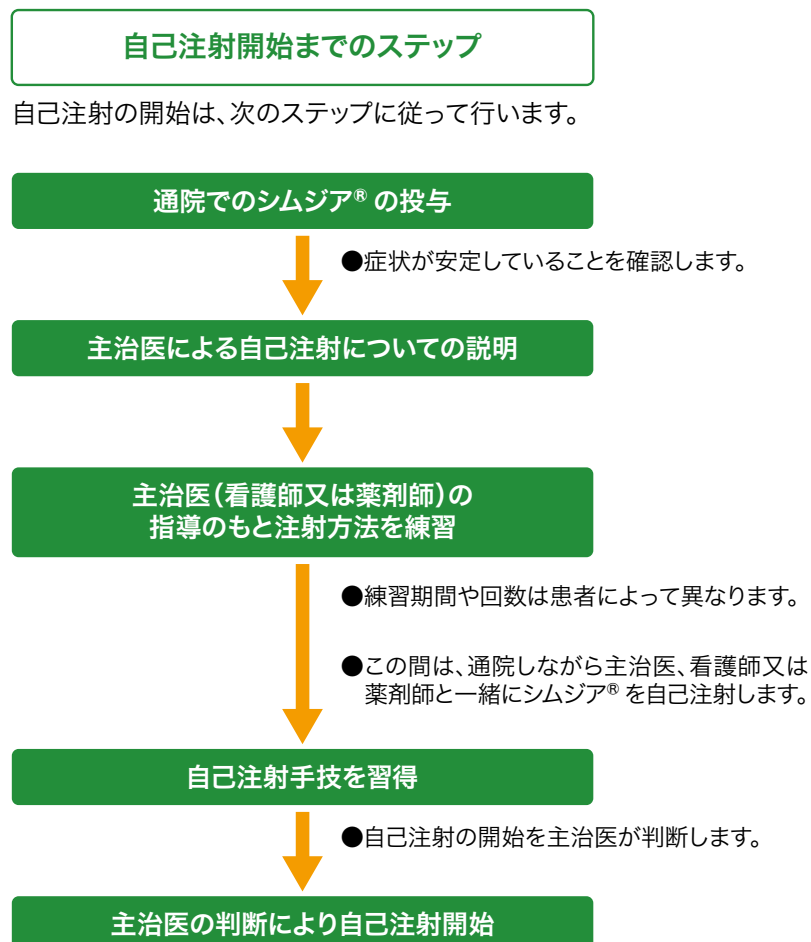 自己注射開始までのステップ
自己注射の開始は、次のステップに従って行います。
通院でのシムジア® の投与
●症状が安定していることを確認します。
主治医による自己注射についての説明
主治医（看護師又は薬剤師）の
指導のもと注射方法を練習
●練習期間や回数は患者によって異なります。
●この間は、通院しながら主治医、看護師又は
薬剤師と一緒にシムジア® を自己注射します。
自己注射手技を習得
●自己注射の開始を主治医が判断します。
主治医の判断により自己注射開始